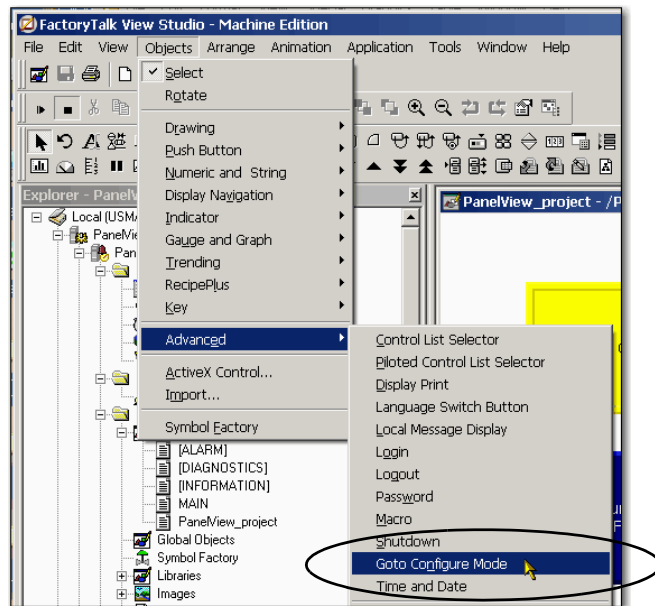 FactoryTalk View Studio - Machine Edition
File Edit View Objects Arrange Animation Application Tools Window Help
Select
Rotate
Drawing
Push Button
Numeric and String
Display Navigation
Indicator
Gauge and Graph
Trending
RecipePlus
Key
Advanced
ActiveX Control...
Import...
Symbol Factory
Explorer - PanelV
Local (USM
PanelVie
Pan
PanelView_project - /P
Control List Selector
Piloted Control List Selector
Display Print
Language Switch Button
Local Message Display
Login
Logout
Password
Macro
Shutdown
Goto Configure Mode
Time and Date
[ALARM]
[DIAGNOSTICS]
[INFORMATION]
MAIN
PanelView_project
Global Objects
Symbol Factory
Libraries
Images